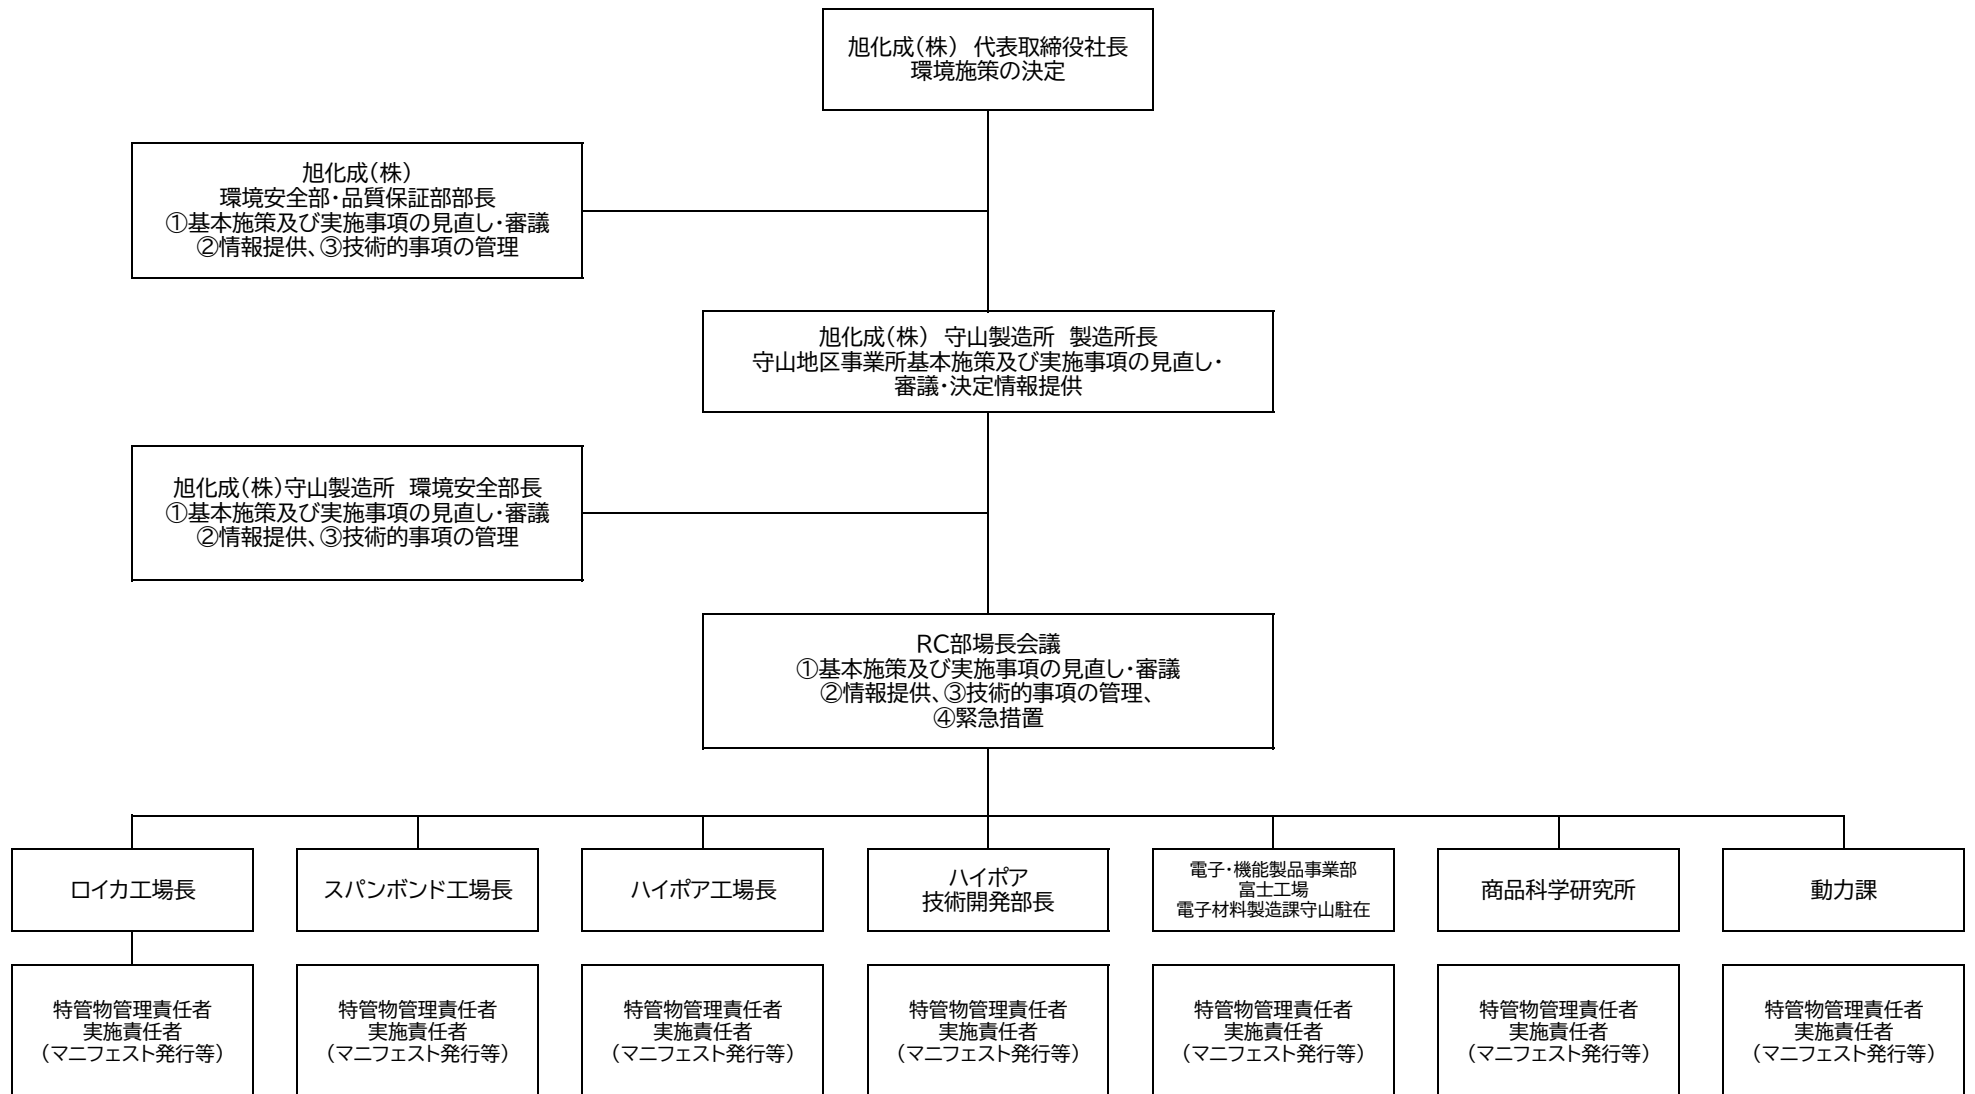 旭化成(株)　代表取締役社長
環境施策の決定
旭化成(株)
環境安全部・品質保証部部長
①基本施策及び実施事項の見直し・審議
②情報提供、③技術的事項の管理
旭化成(株)　守山製造所　製造所長
守山地区事業所基本施策及び実施事項の見直し・
審議・決定情報提供
旭化成(株)守山製造所　環境安全部長
①基本施策及び実施事項の見直し・審議
②情報提供、③技術的事項の管理
RC部場長会議
①基本施策及び実施事項の見直し・審議
②情報提供、③技術的事項の管理、
④緊急措置
ロイカ工場長
スパンボンド工場長
ハイポア工場長
ハイポア
技術開発部長
電子・機能製品事業部
富士工場
電子材料製造課守山駐在
商品科学研究所
動力課
特管物管理責任者
実施責任者
(マニフェスト発行等)
特管物管理責任者
実施責任者
(マニフェスト発行等)
特管物管理責任者
実施責任者
(マニフェスト発行等)
特管物管理責任者
実施責任者
(マニフェスト発行等)
特管物管理責任者
実施責任者
(マニフェスト発行等)
特管物管理責任者
実施責任者
(マニフェスト発行等)
特管物管理責任者
実施責任者
(マニフェスト発行等)